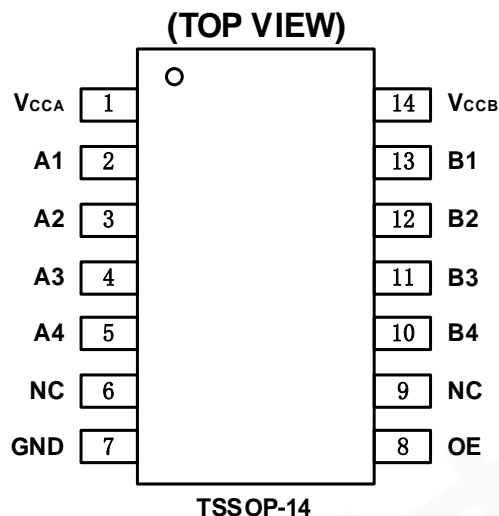 (TOP VIEW)
VCCA 1 14 VCCB
A1 2 13 B1
A2 3 12 B2
A3 4 11 B3
A4 5 10 B4
NC 6 9 NC
GND 7 8 OE
TSSOP-14